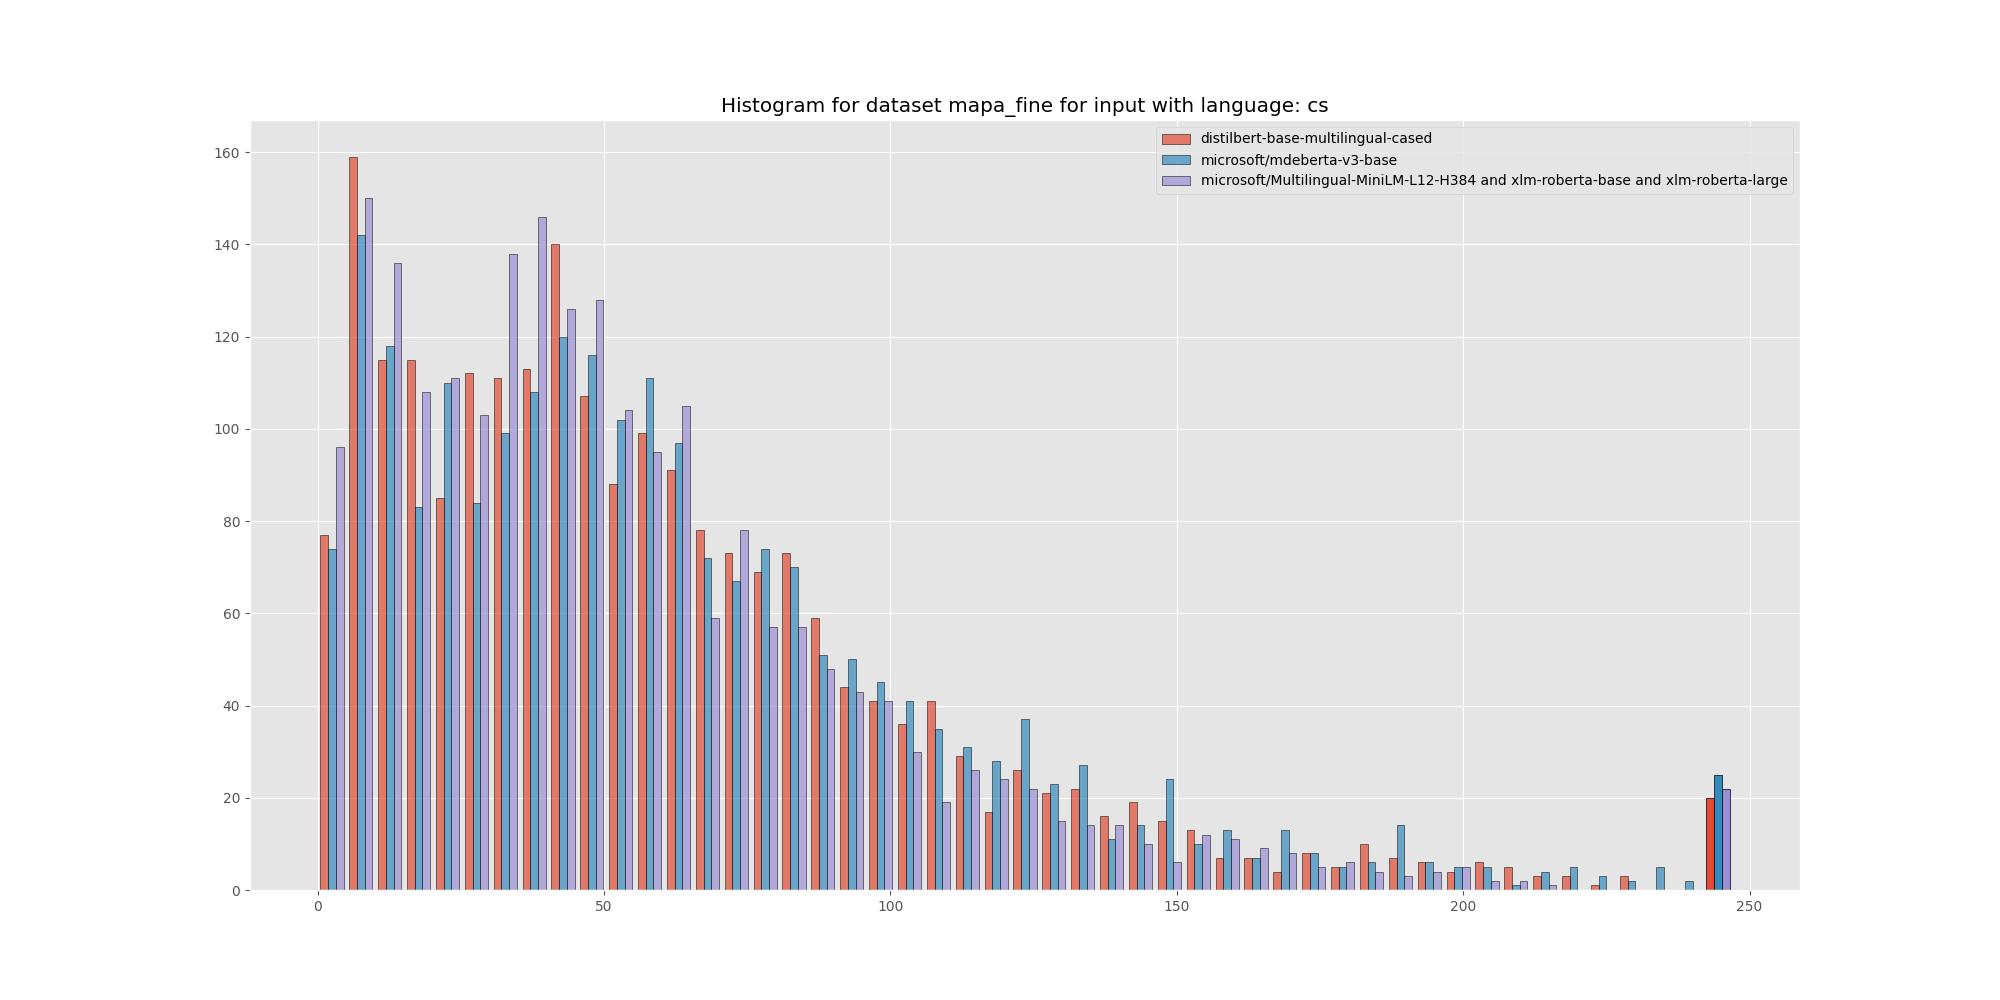 Histogram for dataset mapa_fine for input with language: cs
distilbert-base-multilingual-cased
microsoft/mdeberta-v3-base
microsoft/Multilingual-MiniLM-L12-H384 and xlm-roberta-base and xlm-roberta-large
160
140
120
100
80
60
40
20
0
0 50 100 150 200 250